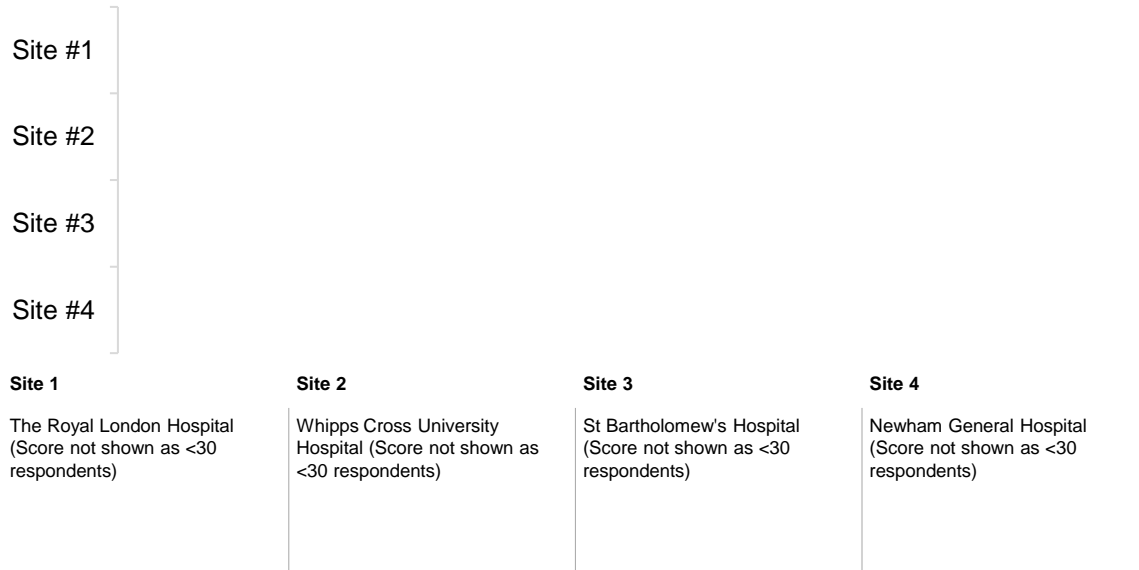 Site #1
Site #2
Site #3
Site #4
Site 1
The Royal London Hospital
(Score not shown as <30
respondents)
Site 2
Whipps Cross University
Hospital (Score not shown as
<30 respondents)
Site 3
St Bartholomew's Hospital
(Score not shown as <30
respondents)
Site 4
Newham General Hospital
(Score not shown as <30
respondents)